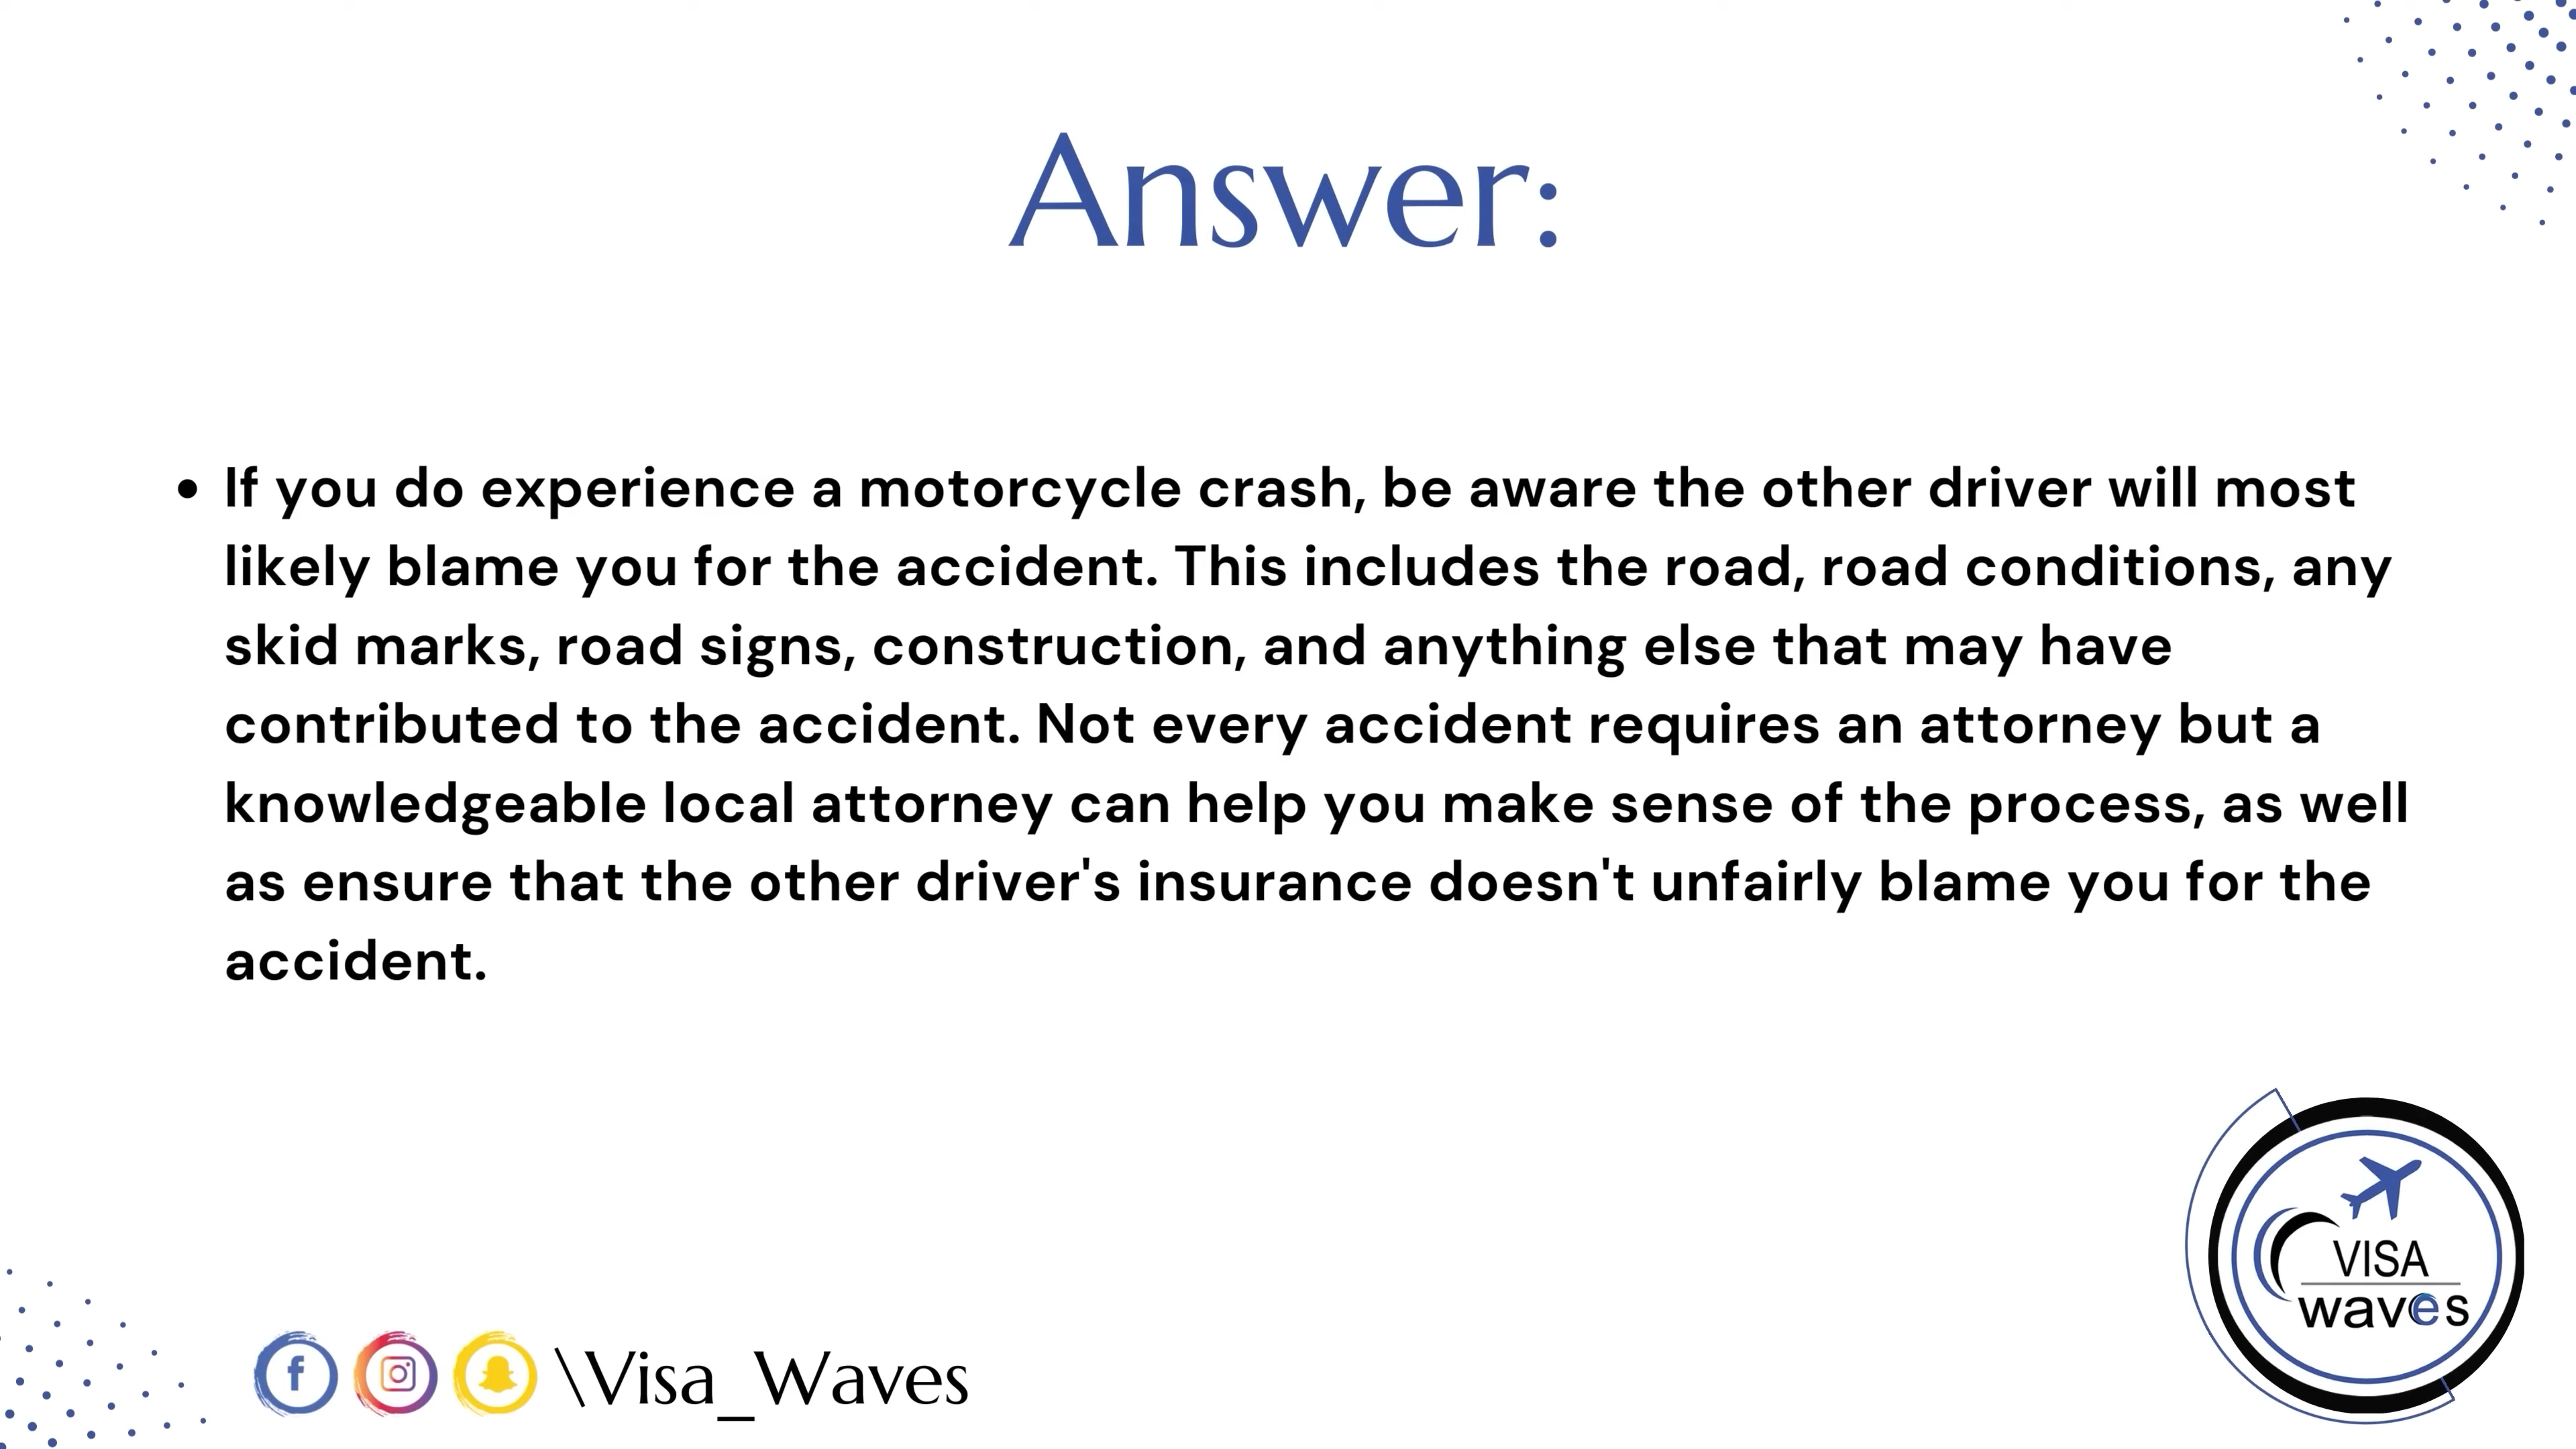 Answer:
• If you do experience a motorcycle crash, be aware the other driver will most
likely blame you for the accident. This includes the road, road conditions, any
skid marks, road signs, construction, and anything else that may have
contributed to the accident. Not every accident requires an attorney but a
knowledgeable local attorney can help you make sense of the process, as well
as ensure that the other driver's insurance doesn't unfairly blame you for the
accident.
VISA
waves
\Visa_Waves